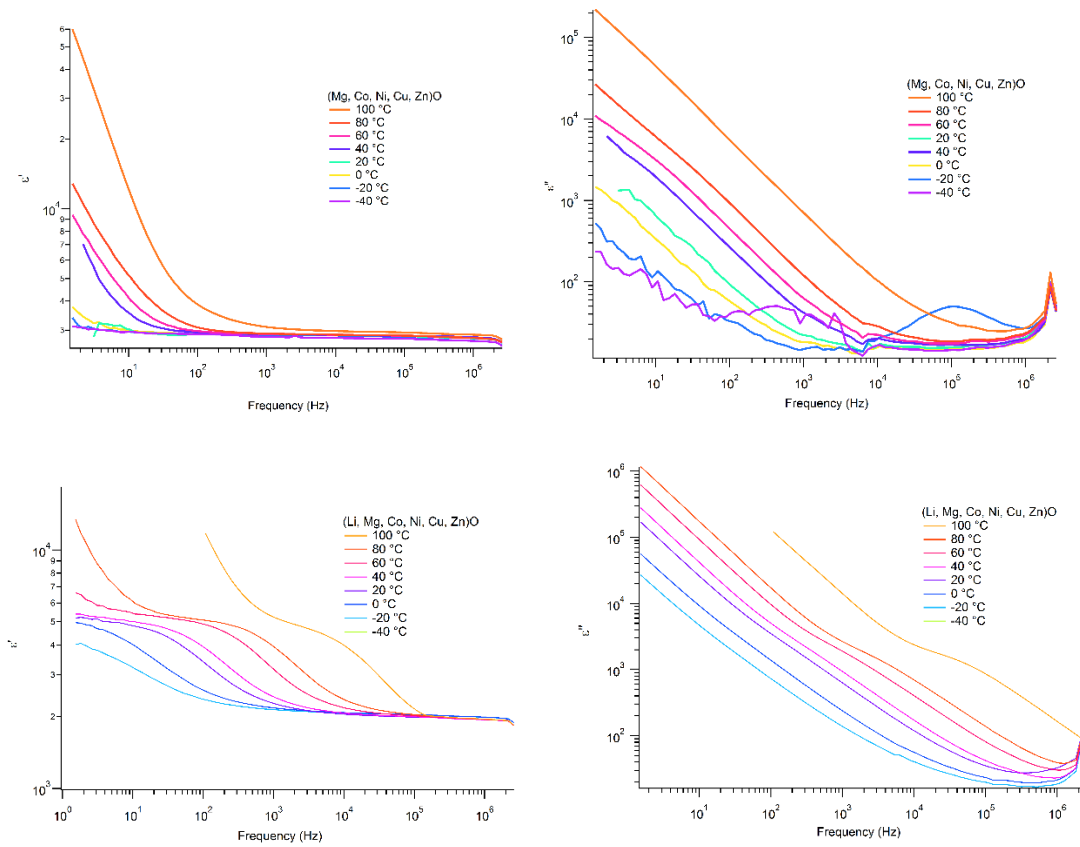 6
5
4
3
2
10⁴
9
8
7
6
5
4
3
ε'
(Mg, Co, Ni, Cu, Zn)O
100 °C
80 °C
60 °C
40 °C
20 °C
0 °C
-20 °C
-40 °C
10¹ 10² 10³ 10⁴ 10⁵ 10⁶
Frequency (Hz)
10⁵
10⁴
10³
10²
ε"
(Mg, Co, Ni, Cu, Zn)O
100 °C
80 °C
60 °C
20 °C
40 °C
0 °C
-20 °C
-40 °C
10¹ 10² 10³ 10⁴ 10⁵ 10⁶
Frequency (Hz)
10⁴
9
8
7
6
5
4
3
2
10³
ε'
(Li, Mg, Co, Ni, Cu, Zn)O
100 °C
80 °C
60 °C
40 °C
20 °C
0 °C
-20 °C
-40 °C
10⁰ 10¹ 10² 10³ 10⁴ 10⁵ 10⁶
Frequency (Hz)
10⁶
10⁵
10⁴
10³
10²
ε"
(Li, Mg, Co, Ni, Cu, Zn)O
100 °C
80 °C
60 °C
40 °C
20 °C
0 °C
-20 °C
-40 °C
10¹ 10² 10³ 10⁴ 10⁵ 10⁶
Frequency (Hz)